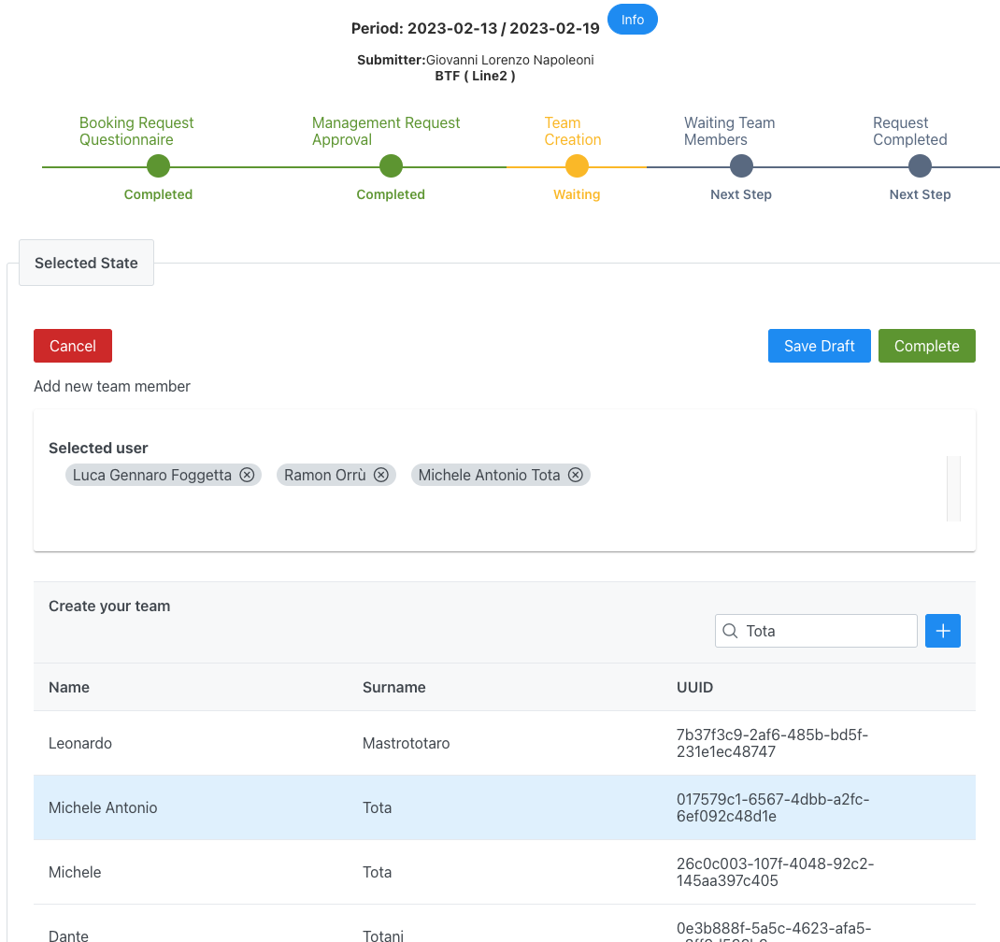 Period: 2023-02-13 / 2023-02-19
Info
Submitter:Giovanni Lorenzo Napoleoni
BTF ( Line2 )
Booking Request
Questionnaire
Completed
Management Request
Approval
Completed
Team
Creation
Waiting
Waiting Team
Members
Next Step
Request
Completed
Next Step
Selected State
Cancel
Save Draft
Complete
Add new team member
Selected user
Luca Gennaro Foggetta
Ramon Orrù
Michele Antonio Tota
Create your team
Tota
Name Surname UUID
Leonardo Mastrototaro 7b37f3c9-2af6-485b-bd5f-
231e1ec48747
Michele Antonio Tota 017579c1-6567-4dbb-a2fc-
6ef092c48d1e
Michele Tota 26c0c003-107f-4048-92c2-
145aa397c405
Dante Totani 0e3b888f-5a5c-4623-afa5-